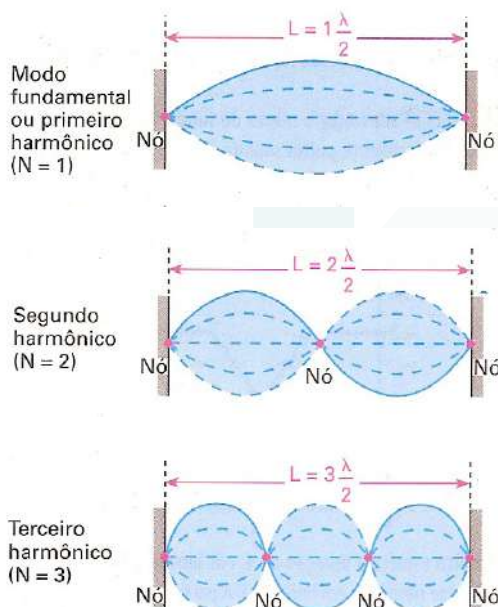 L = 1 λ/2
Modo
fundamental
ou primeiro
harmônico
(N = 1)
Nó
Nó
L = 2 λ/2
Segundo
harmônico
(N = 2)
Nó
Nó
Nó
L = 3 λ/2
Terceiro
harmônico
(N = 3)
Nó
Nó
Nó
Nó